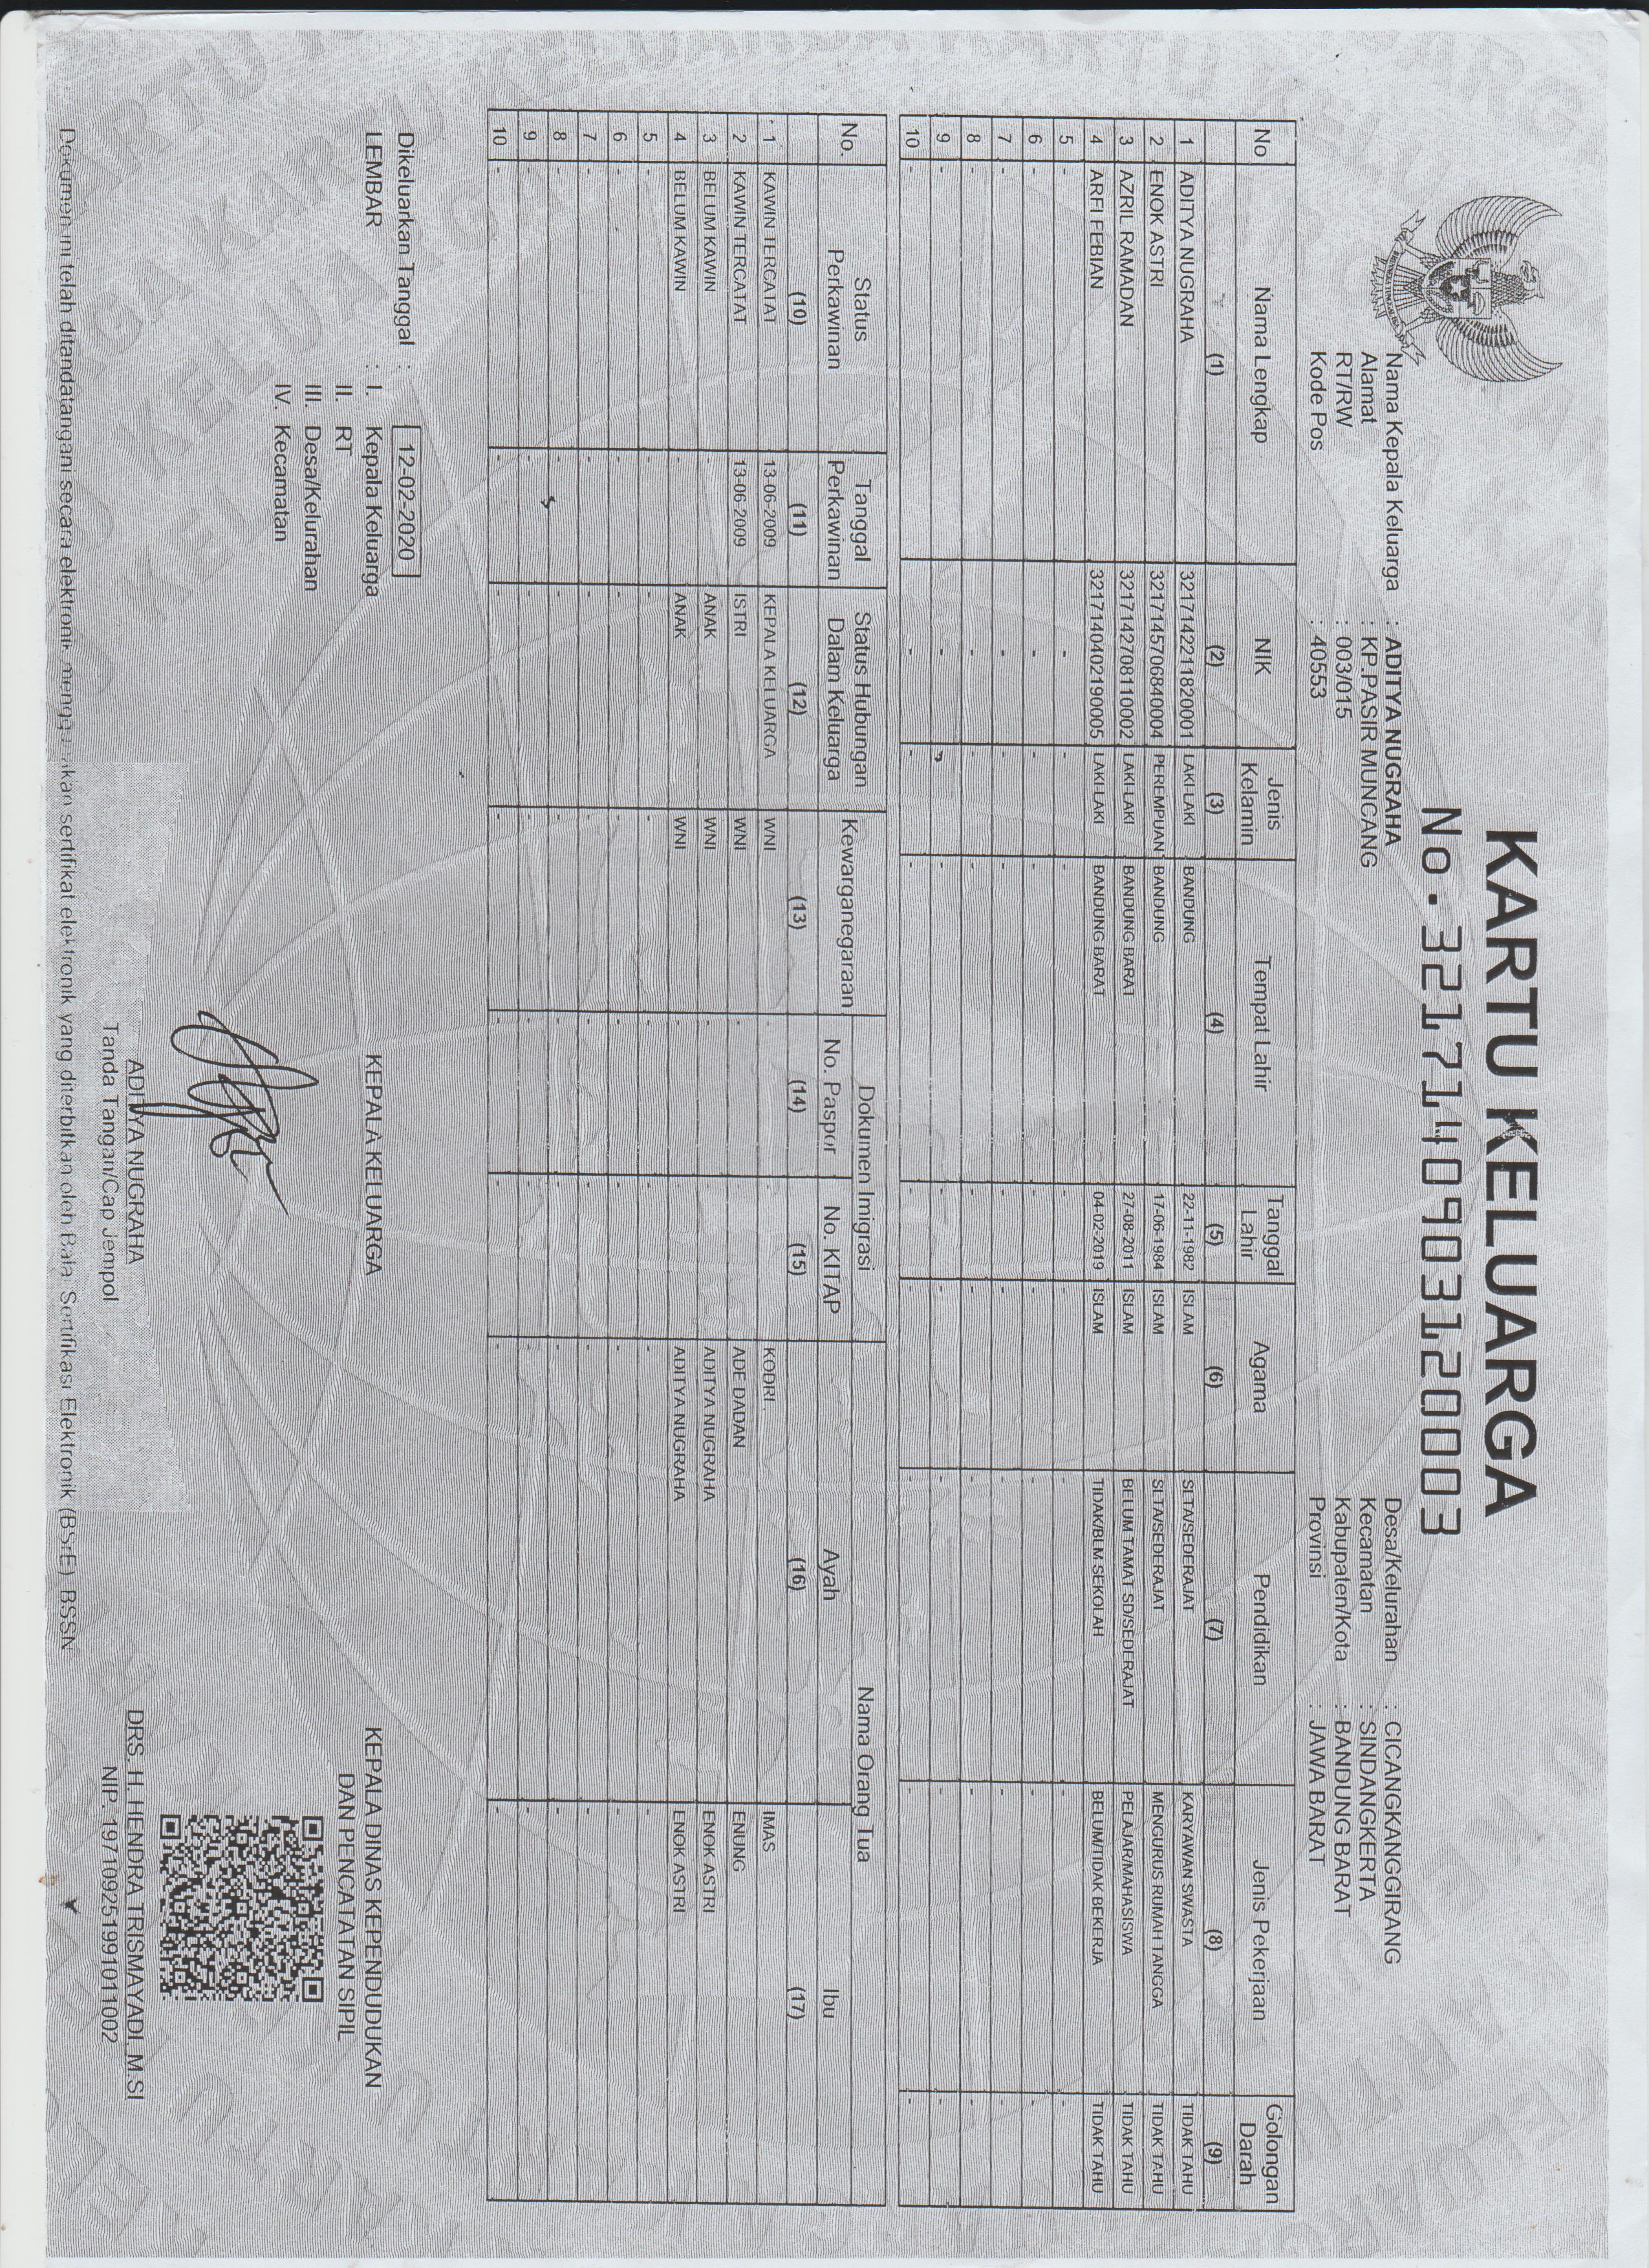 KARTU KELUARGA
No. 3217140903120003
BHINNEKA TUNGGAL IKA
Nama Kepala Keluarga : ADITYA NUGRAHA
Alamat : KP.PASIR MUNCANG
RT/RW : 003/015
Kode Pos : 40553
Desa/Kelurahan : CICANGKANGGIRANG
Kecamatan : SINDANGKERTA
Kabupaten/Kota : BANDUNG BARAT
Provinsi : JAWA BARAT
No Nama Lengkap NIK Jenis Kelamin Tempat Lahir Tanggal Lahir Agama Pendidikan Jenis Pekerjaan Golongan Darah
(1) (2) (3) (4) (5) (6) (7) (8) (9)
1 ADITYA NUGRAHA 3217142211820001 LAKI-LAKI BANDUNG 22-11-1982 ISLAM SLTA/SEDERAJAT KARYAWAN SWASTA TIDAK TAHU
2 ENOK ASTRI 3217145706840004 PEREMPUAN BANDUNG 17-06-1984 ISLAM SLTA/SEDERAJAT MENGURUS RUMAH TANGGA TIDAK TAHU
3 AZRIL RAMADAN 3217142708110002 LAKI-LAKI BANDUNG BARAT 27-08-2011 ISLAM BELUM TAMAT SD/SEDERAJAT PELAJAR/MAHASISWA TIDAK TAHU
4 ARFI FEBIAN 3217140402190005 LAKI-LAKI BANDUNG BARAT 04-02-2019 ISLAM TIDAK/BLM SEKOLAH BELUM/TIDAK BEKERJA TIDAK TAHU
5 - - - - - - - - -
6 - - - - - - - - -
7 - - - - - - - - -
8 - - - - - - - - -
9 - - - - - - - - -
10 - - - - - - - - -
No. Status Perkawinan Tanggal Perkawinan Status Hubungan Dalam Keluarga Kewarganegaraan Dokumen Imigrasi Nama Orang Tua
No. Paspor No. KITAP Ayah Ibu
(10) (11) (12) (13) (14) (15) (16) (17)
1 KAWIN TERCATAT 13-06-2009 KEPALA KELUARGA WNI - - KODRI IMAS
2 KAWIN TERCATAT 13-06-2009 ISTRI WNI - - ADE DADAN ENUNG
3 BELUM KAWIN - ANAK WNI - - ADITYA NUGRAHA ENOK ASTRI
4 BELUM KAWIN - ANAK WNI - - ADITYA NUGRAHA ENOK ASTRI
5 - - - - - - - -
6 - - - - - - - -
7 - - - - - - - -
8 - - - - - - - -
9 - - - - - - - -
10 - - - - - - - -
Dikeluarkan Tanggal : 12-02-2020
LEMBAR : I. Kepala Keluarga
II. RT
III. Desa/Kelurahan
IV. Kecamatan
KEPALA KELUARGA
ADITYA NUGRAHA
Tanda Tangan/Cap Jempol
KEPALA DINAS KEPENDUDUKAN
DAN PENCATATAN SIPIL
DRS. H. HENDRA TRISMAYADI, M.SI
NIP. 197109251991011002
Dokumen ini telah ditandatangani secara elektronik menggunakan sertifikat elektronik yang diterbitkan oleh Balai Sertifikasi Elektronik (BSrE) BSSN